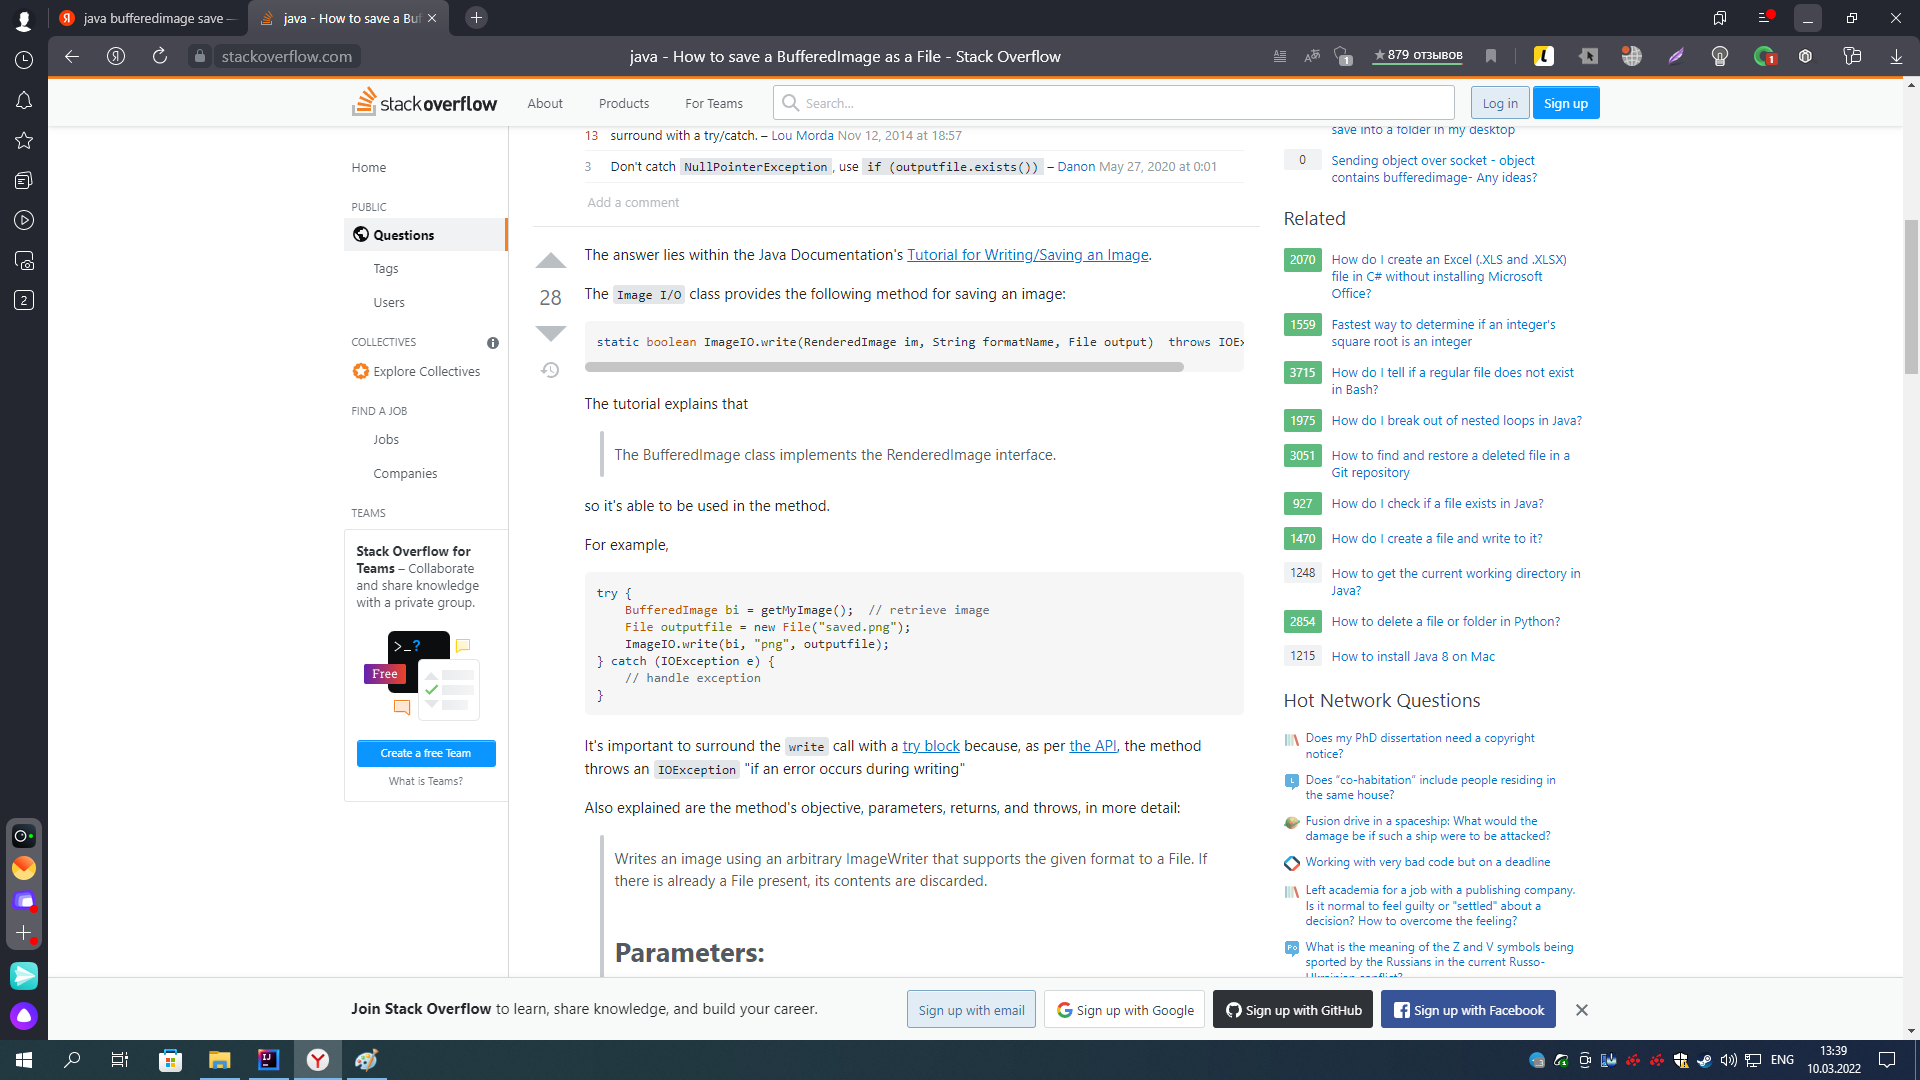 java bufferedimage save —
java - How to save a Buf
stackoverflow.com
java - How to save a BufferedImage as a File - Stack Overflow
1
★879 отзывов
1
stackoverflow
About
Products
For Teams
Search...
Log in
Sign up
2
Home
PUBLIC
Questions
Tags
Users
COLLECTIVES
Explore Collectives
FIND A JOB
Jobs
Companies
TEAMS
Stack Overflow for
Teams – Collaborate
and share knowledge
with a private group.
>_?
Free
Create a free Team
What is Teams?
13 surround with a try/catch. – Lou Morda Nov 12, 2014 at 18:57
3 Don't catch NullPointerException, use if (outputfile.exists()) – Danon May 27, 2020 at 0:01
Add a comment
28
The answer lies within the Java Documentation's Tutorial for Writing/Saving an Image.
The Image I/O class provides the following method for saving an image:
static boolean ImageIO.write(RenderedImage im, String formatName, File output)  throws IOEx
The tutorial explains that
The BufferedImage class implements the RenderedImage interface.
so it's able to be used in the method.
For example,
try {
    BufferedImage bi = getMyImage();  // retrieve image
    File outputfile = new File("saved.png");
    ImageIO.write(bi, "png", outputfile);
} catch (IOException e) {
    // handle exception
}
It's important to surround the write call with a try block because, as per the API, the method
throws an IOException "if an error occurs during writing"
Also explained are the method's objective, parameters, returns, and throws, in more detail:
Writes an image using an arbitrary ImageWriter that supports the given format to a File. If
there is already a File present, its contents are discarded.
Parameters:
save into a folder in my desktop
0 Sending object over socket - object
contains bufferedimage- Any ideas?
Related
2070 How do I create an Excel (.XLS and .XLSX)
file in C# without installing Microsoft
Office?
1559 Fastest way to determine if an integer's
square root is an integer
3715 How do I tell if a regular file does not exist
in Bash?
1975 How do I break out of nested loops in Java?
3051 How to find and restore a deleted file in a
Git repository
927 How do I check if a file exists in Java?
1470 How do I create a file and write to it?
1248 How to get the current working directory in
Java?
2854 How to delete a file or folder in Python?
1215 How to install Java 8 on Mac
Hot Network Questions
Does my PhD dissertation need a copyright
notice?
Does "co-habitation" include people residing in
the same house?
Fusion drive in a spaceship: What would the
damage be if such a ship were to be attacked?
Working with very bad code but on a deadline
Left academia for a job with a publishing company.
Is it normal to feel guilty or "settled" about a
decision? How to overcome the feeling?
What is the meaning of the Z and V symbols being
sported by the Russians in the current Russo-
Ukrainian conflict?
Join Stack Overflow to learn, share knowledge, and build your career.
Sign up with email
Sign up with Google
Sign up with GitHub
Sign up with Facebook
ENG
13:39
10.03.2022